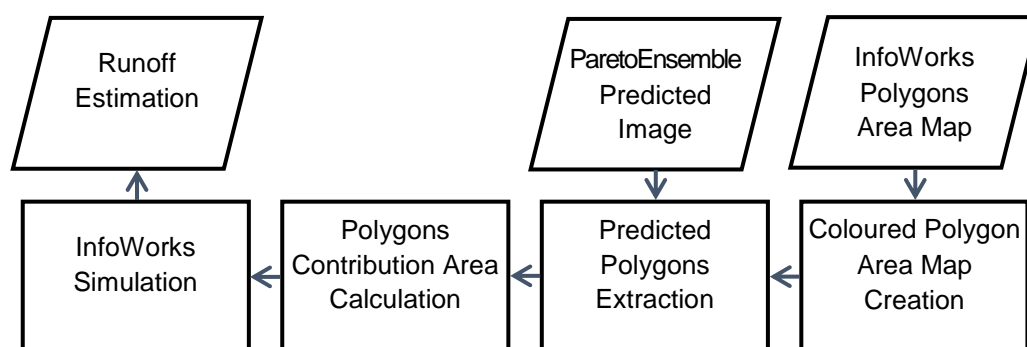 Runoff
Estimation
ParetoEnsemble
Predicted
Image
InfoWorks
Polygons
Area Map
InfoWorks
Simulation
Polygons
Contribution Area
Calculation
Predicted
Polygons
Extraction
Coloured Polygon
Area Map
Creation